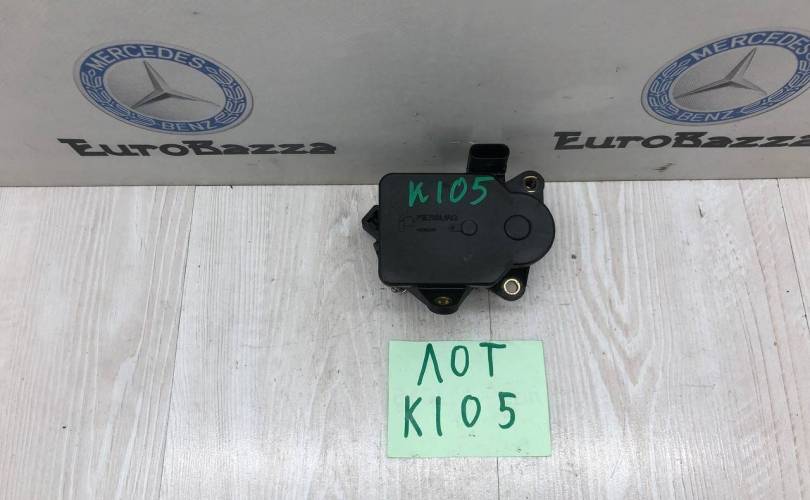 MERCEDES
BENZ
EuroBazza
MERCEDES
BENZ
EuroBazza
K105
PIERBURG
ЛОТ
K105